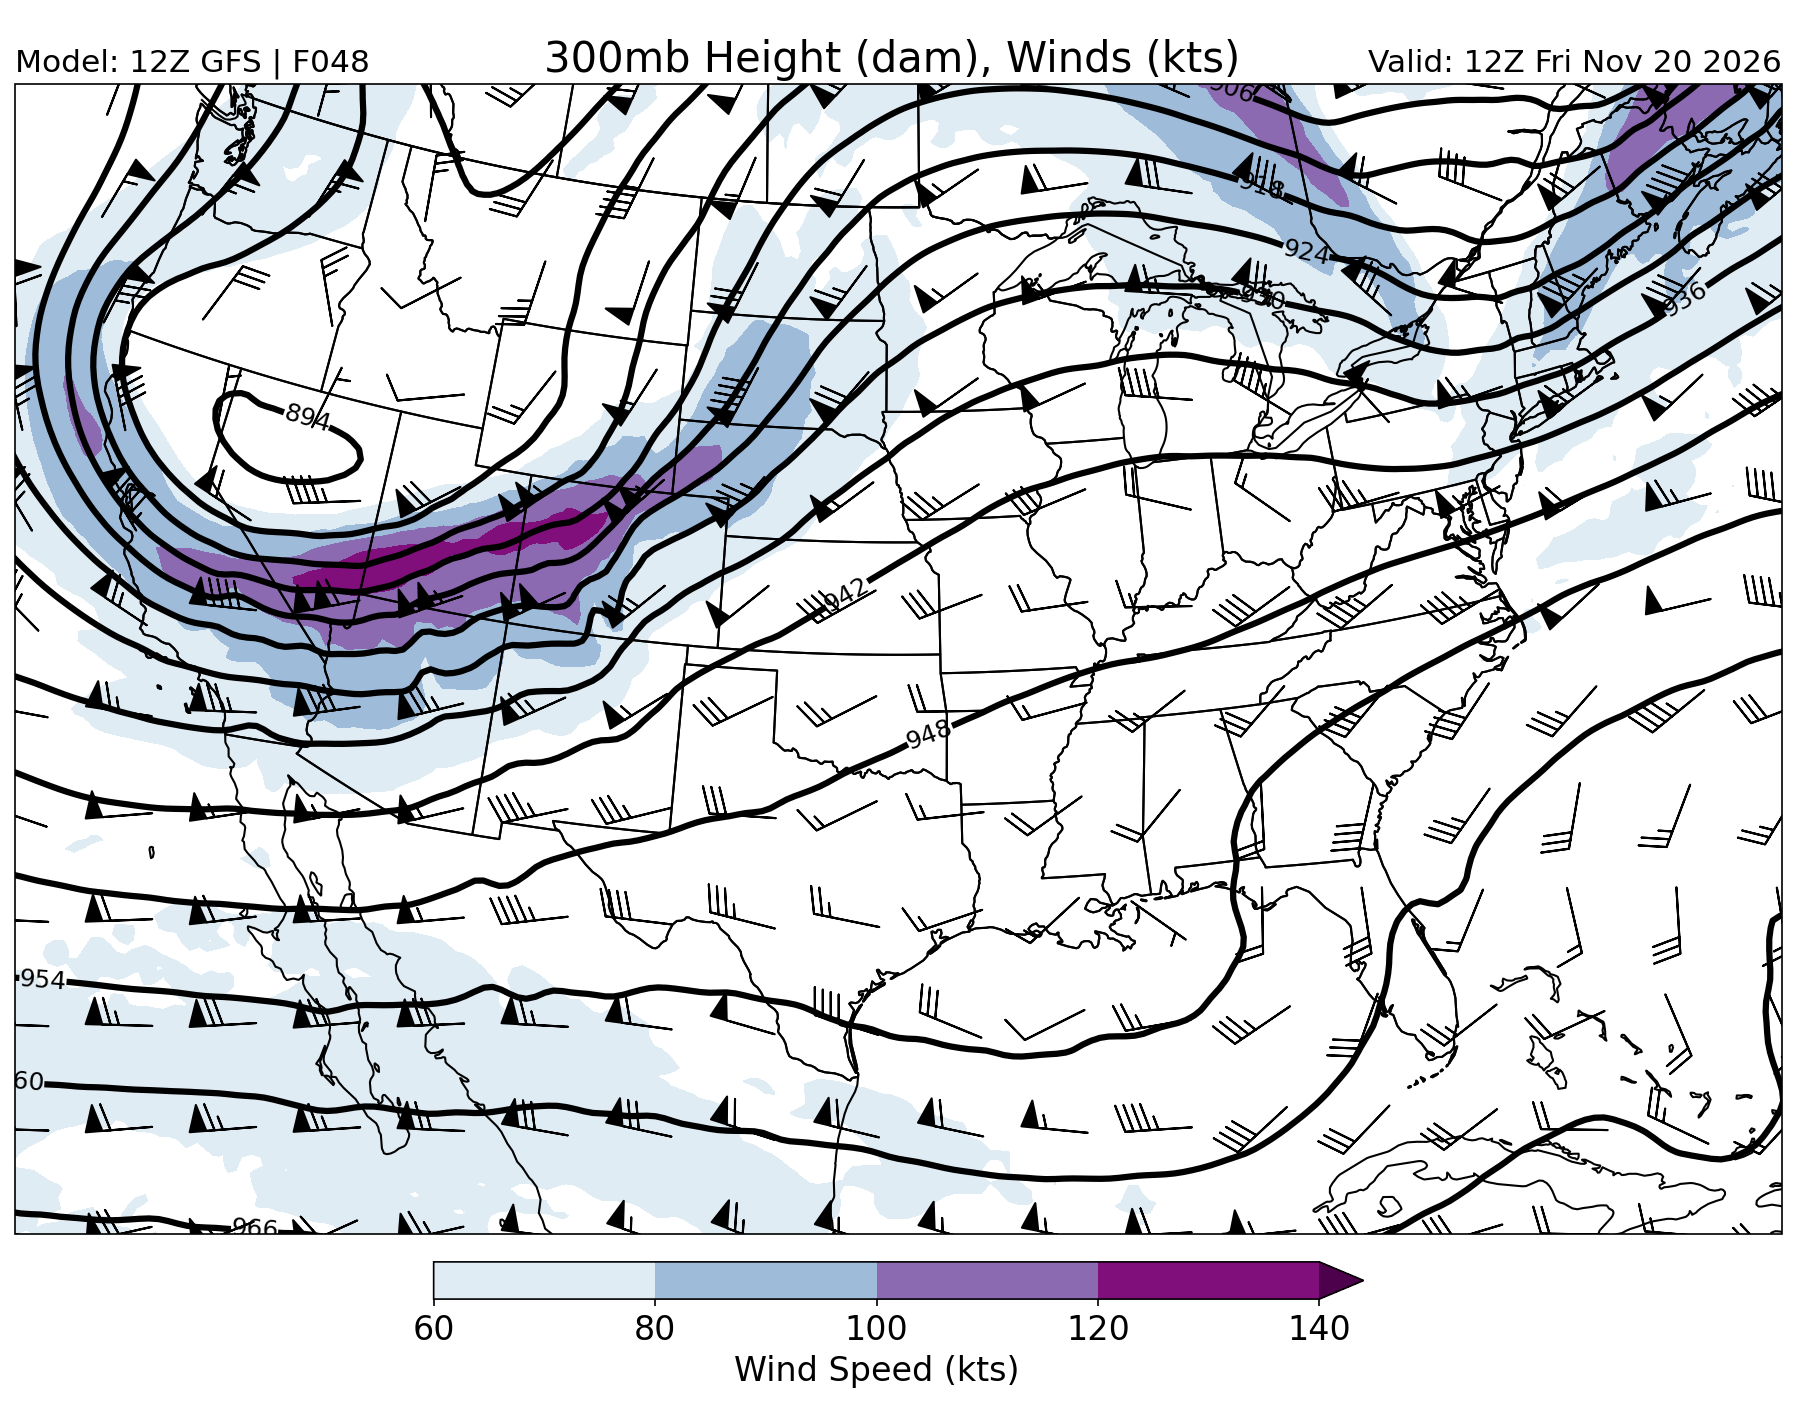 Model: 12Z GFS | F048
300mb Height (dam), Winds (kts)
Valid: 12Z Fri Nov 20 2026
906
918
924
930
936
894
942
948
954
60
966
60 80 100 120 140
Wind Speed (kts)